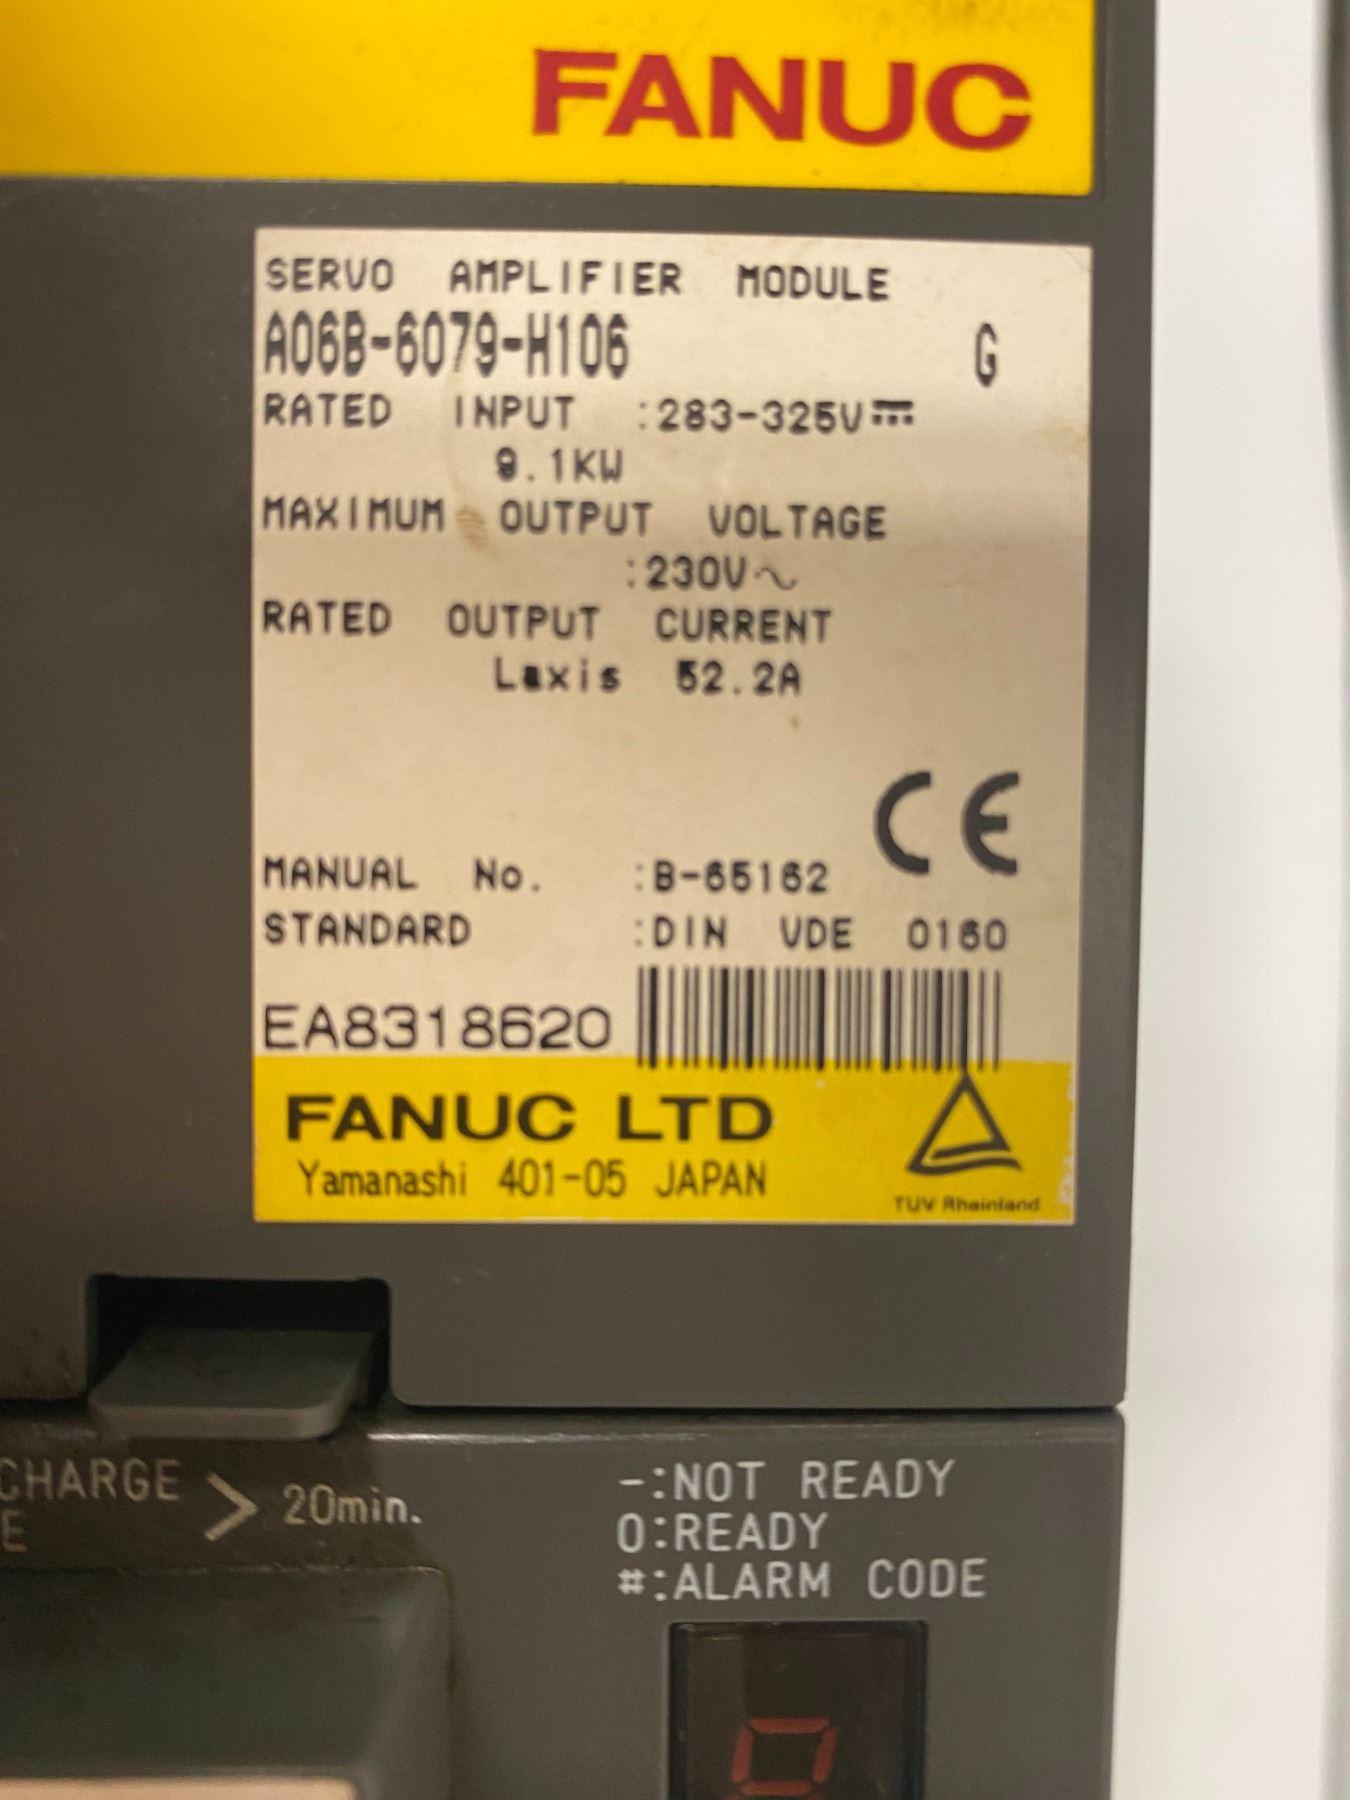 FANUC
SERVO AMPLIFIER MODULE
A06B-6079-H106 G
RATED INPUT :283-325V⎓
9.1KW
MAXIMUM OUTPUT VOLTAGE
:230V~
RATED OUTPUT CURRENT
Laxis 52.2A
CE
MANUAL No. :B-65162
STANDARD :DIN VDE 0160
EA8318620
FANUC LTD
Yamanashi 401-05 JAPAN
TUV Rheinland
CHARGE > 20min.
E
-:NOT READY
0:READY
#:ALARM CODE